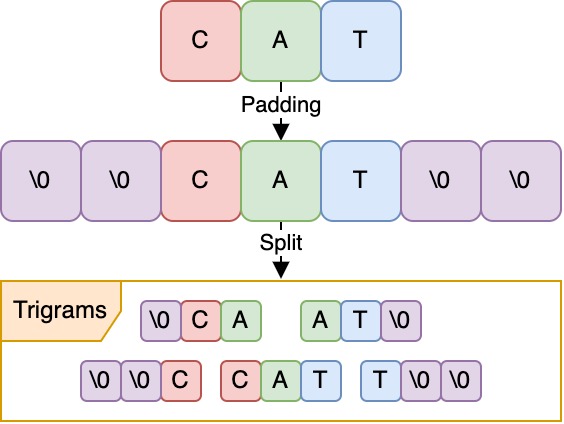 C A T
Padding
\0 \0 C A T \0 \0
Split
Trigrams
\0 C A A T \0
\0 \0 C C A T T \0 \0